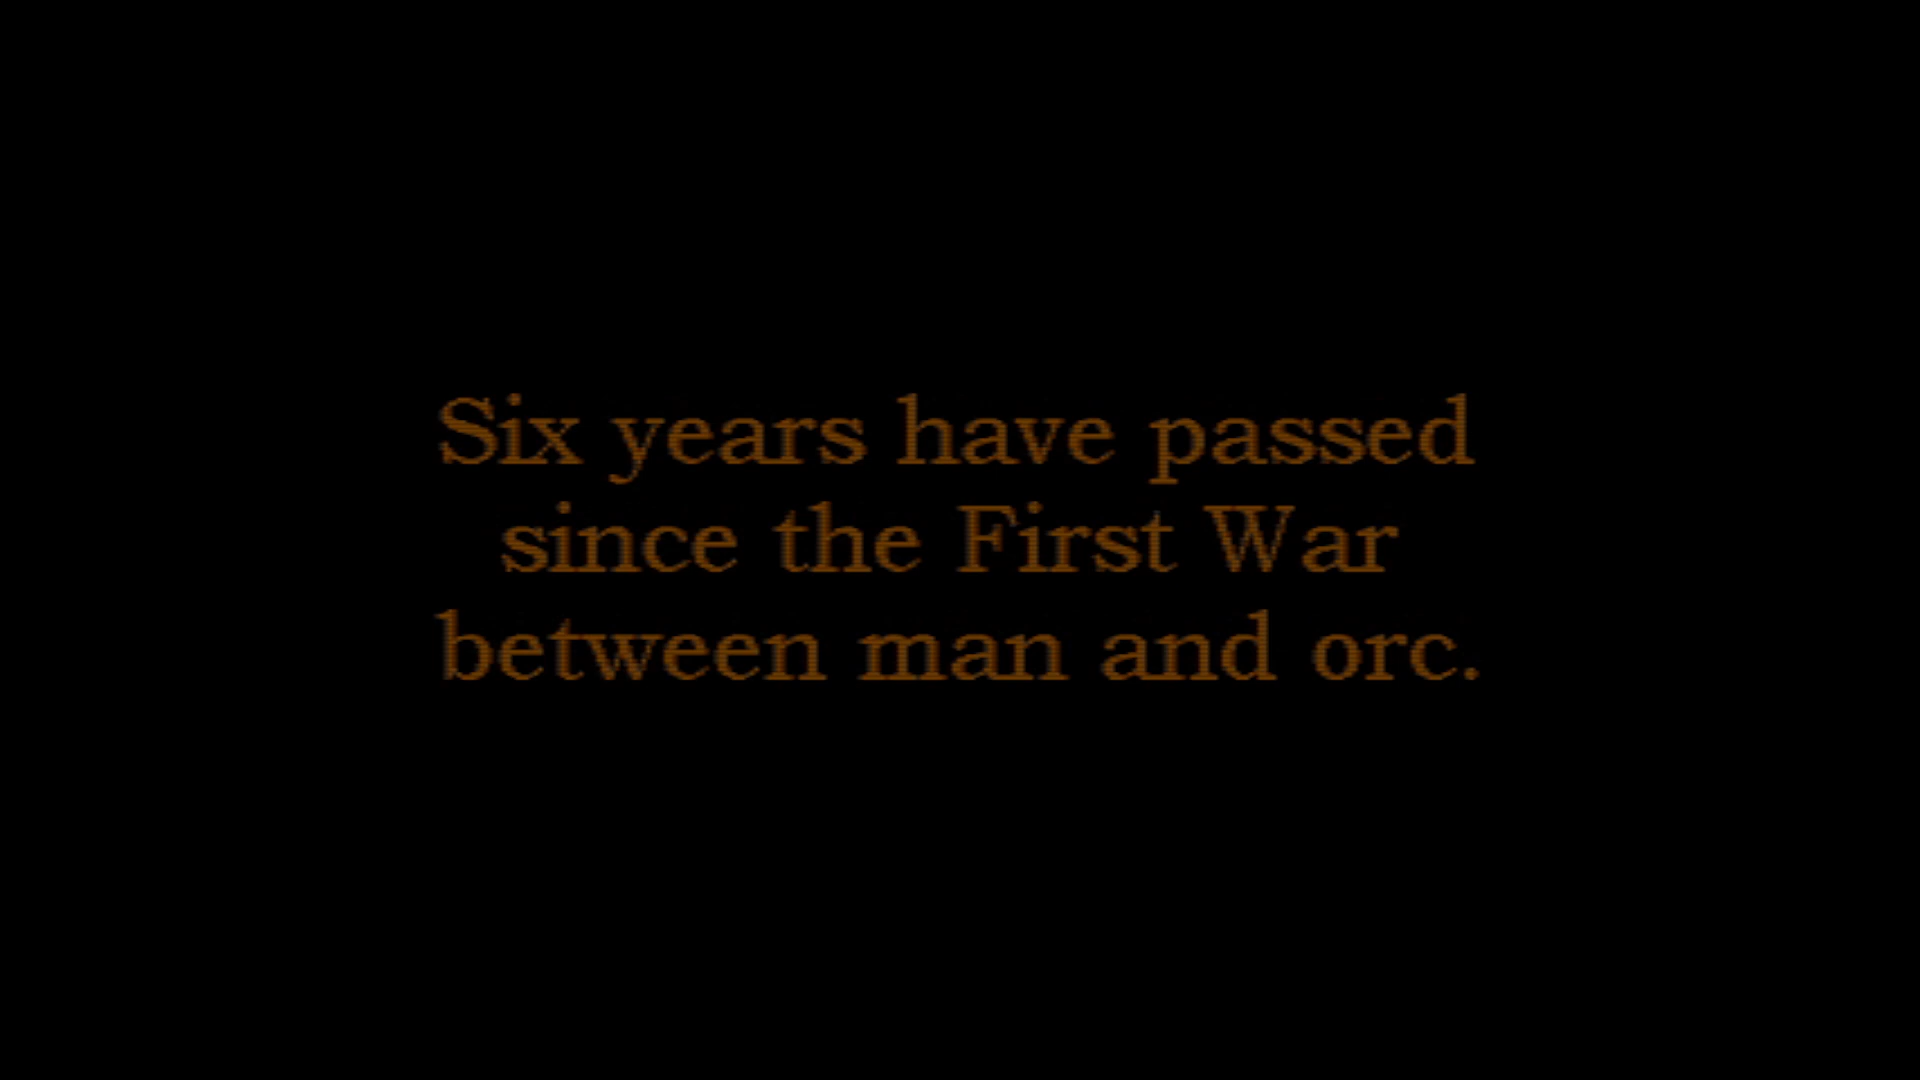 Six years have passed
since the First War
between man and orc.